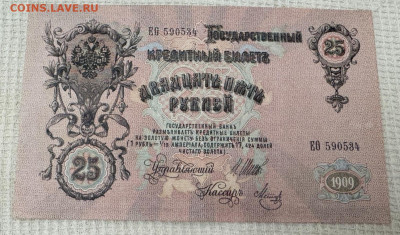 COINS.LAVE.RU
ЕО 590534
ГОСУДАРСТВЕННЫЙ
25
КРЕДИТНЫЙ БИЛЕТЪ
ДВАДЦАТЬ ПЯТЬ
РУБЛЕЙ
ГОСУДАРСТВЕННЫЙ БАНКЪ
РАЗМѢНИВАЕТЪ КРЕДИТНЫЕ БИЛЕТЫ
НА ЗОЛОТУЮ МОНЕТУ БЕЗЪ ОГРАНИЧЕНІЯ СУММЫ
(1 РУБЛЬ = 1/15 ИМПЕРІАЛА, СОДЕРЖИТЪ 17,424 ДОЛЕЙ
ЧИСТАГО ЗОЛОТА)
ЕО 590534
25
Управляющій
Кассиръ
1909